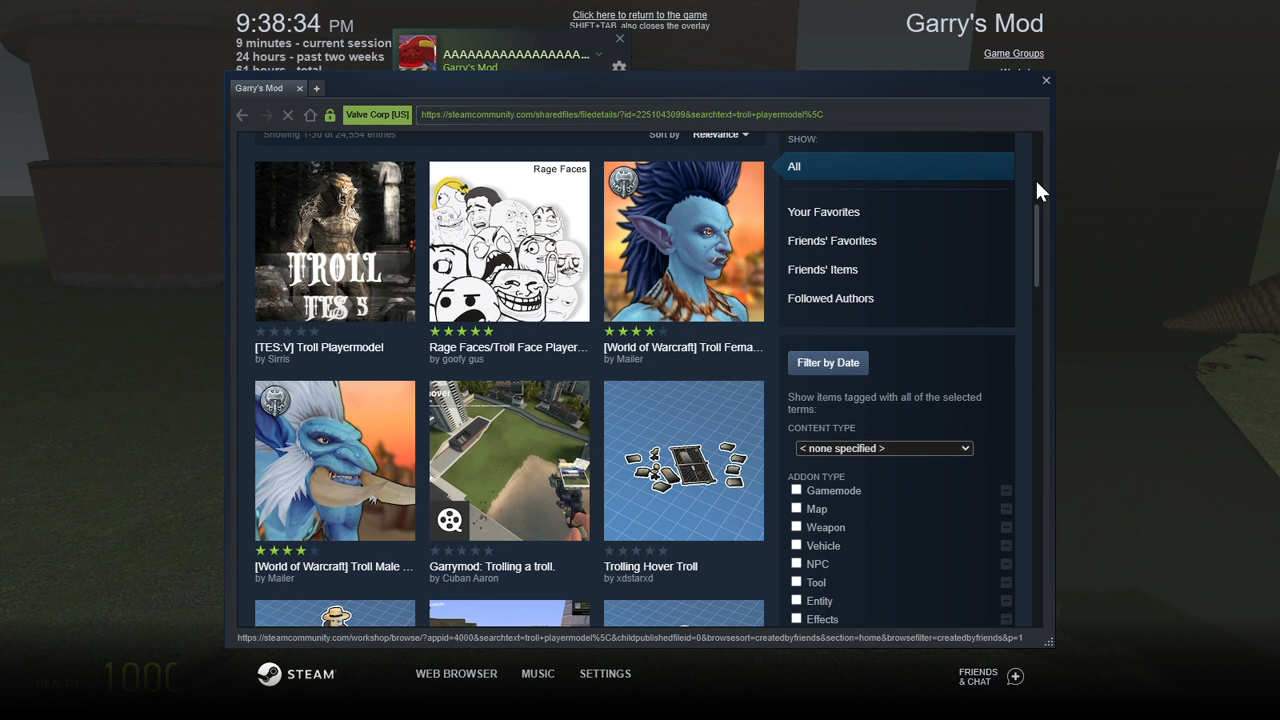 9:38:34 PM
9 minutes - current session
24 hours - past two weeks
61 hours - total
Click here to return to the game
SHIFT+TAB also closes the overlay
Garry's Mod
Game Groups
AAAAAAAAAAAAAAAAA...
Garry's Mod
Garry's Mod
Valve Corp [US]
https://steamcommunity.com/sharedfiles/filedetails/?id=2251043099&searchtext=troll+playermodel%5C
Showing 1-30 of 24,554 entries
Sort by Relevance
TROLL
TES 5
[TES:V] Troll Playermodel
by Sirris
Rage Faces
Rage Faces/Troll Face Player...
by goofy gus
[World of Warcraft] Troll Fema...
by Mailer
[World of Warcraft] Troll Male ...
by Mailer
Garrymod: Trolling a troll.
by Cuban Aaron
Trolling Hover Troll
by xdstarxd
SHOW:
All
Your Favorites
Friends' Favorites
Friends' Items
Followed Authors
Filter by Date
Show items tagged with all of the selected
terms:
CONTENT TYPE
< none specified >
ADDON TYPE
Gamemode
Map
Weapon
Vehicle
NPC
Tool
Entity
Effects
https://steamcommunity.com/workshop/browse/?appid=4000&searchtext=troll+playermodel%5C&childpublishedfileid=0&browsesort=createdbyfriends&section=home&browsefilter=createdbyfriends&p=1
HEALTH
STEAM
WEB BROWSER
MUSIC
SETTINGS
FRIENDS
& CHAT